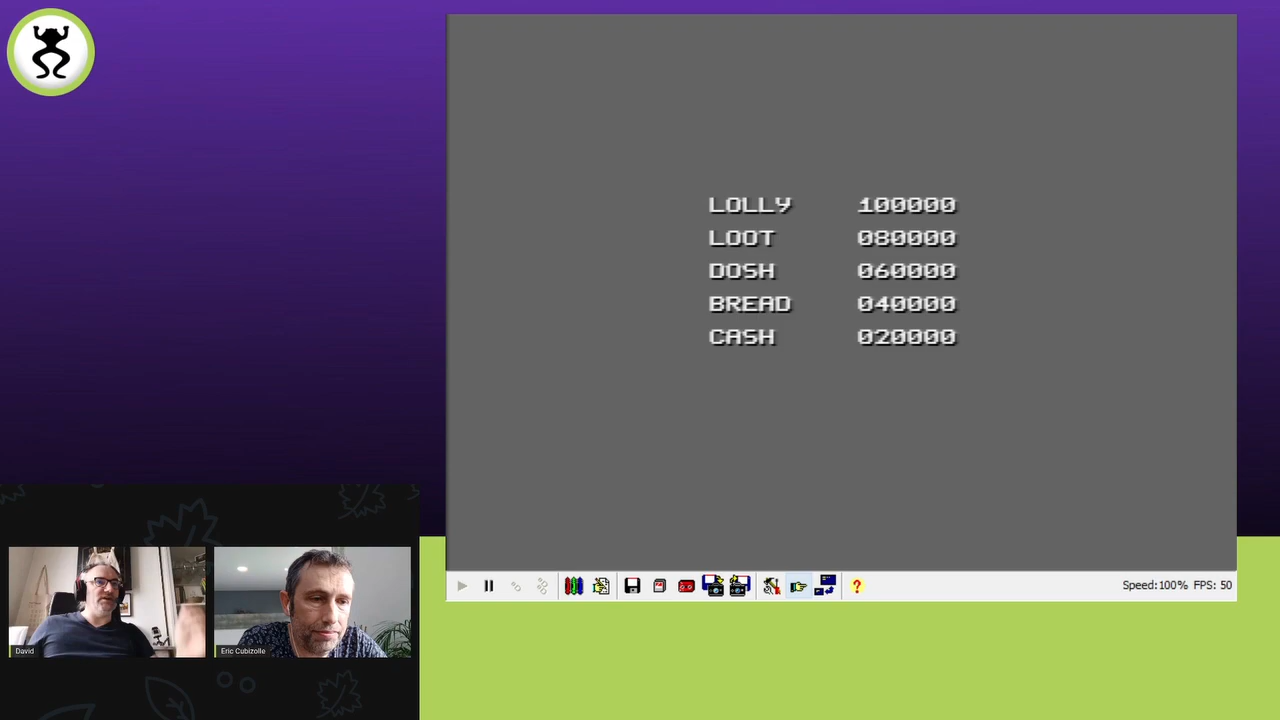 LOLLY 100000
LOOT 080000
DOSH 060000
BREAD 040000
CASH 020000
Speed:100% FPS: 50
David
Eric Cubizolle